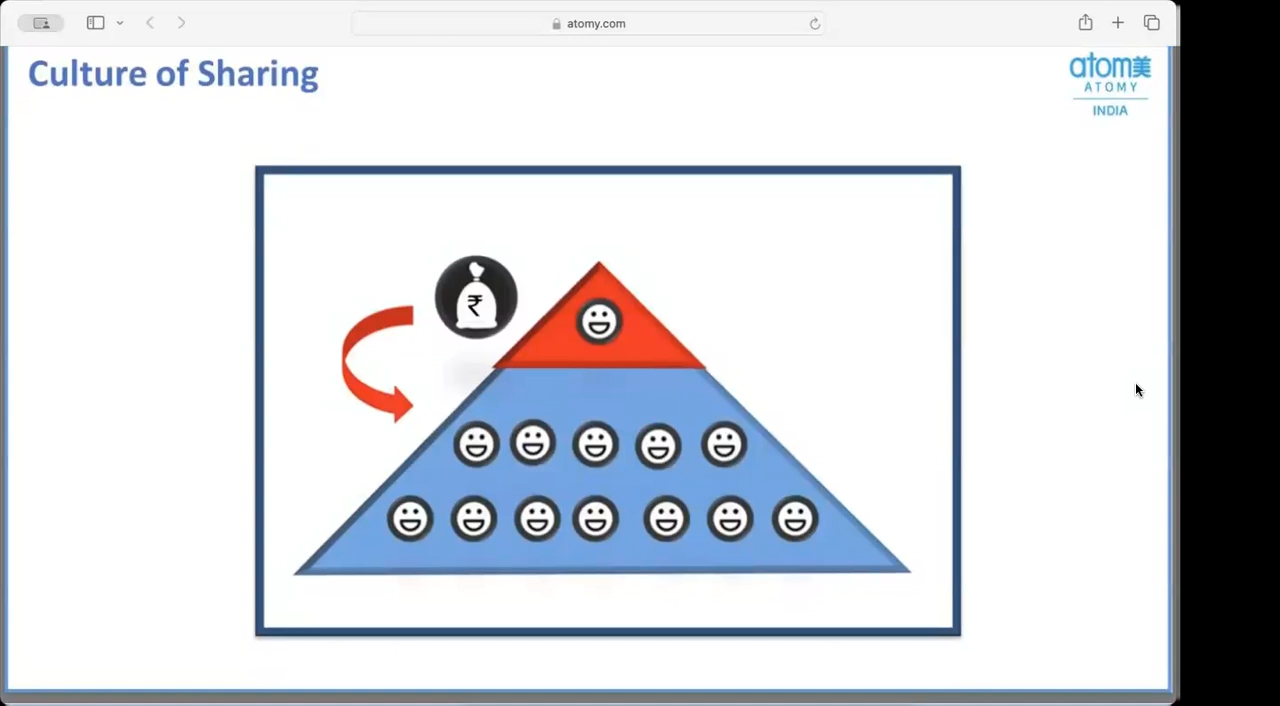 atomy.com
Culture of Sharing
atom美
ATOMY
INDIA
₹